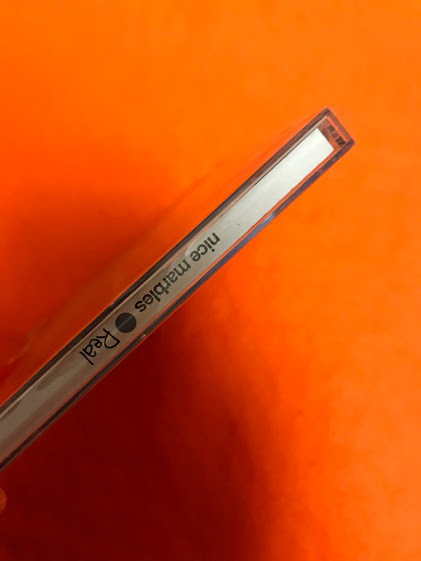 nice marbles ● Real